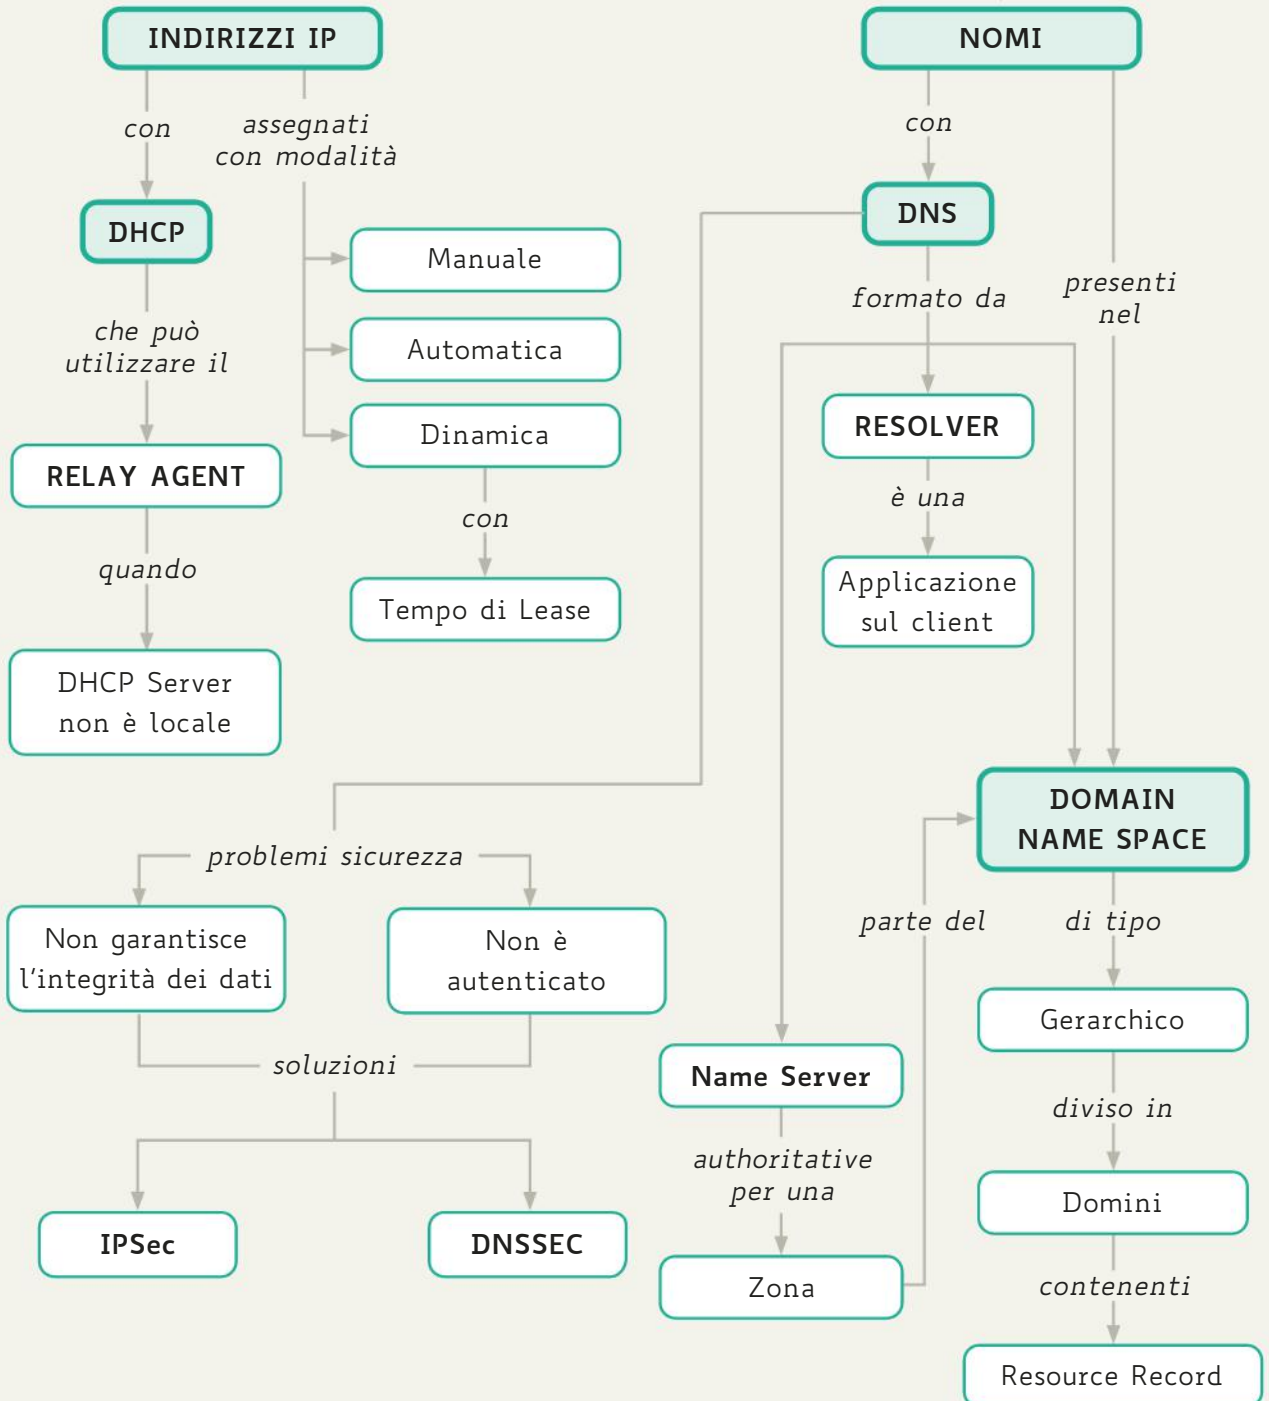 INDIRIZZI IP
con
assegnati
con modalità
DHCP
Manuale
Automatica
Dinamica
con
Tempo di Lease
che può
utilizzare il
RELAY AGENT
quando
DHCP Server
non è locale
NOMI
con
DNS
presenti
nel
formato da
RESOLVER
è una
Applicazione
sul client
problemi sicurezza
Non garantisce
l'integrità dei dati
Non è
autenticato
soluzioni
IPSec
DNSSEC
Name Server
authoritative
per una
Zona
parte del
DOMAIN
NAME SPACE
di tipo
Gerarchico
diviso in
Domini
contenenti
Resource Record